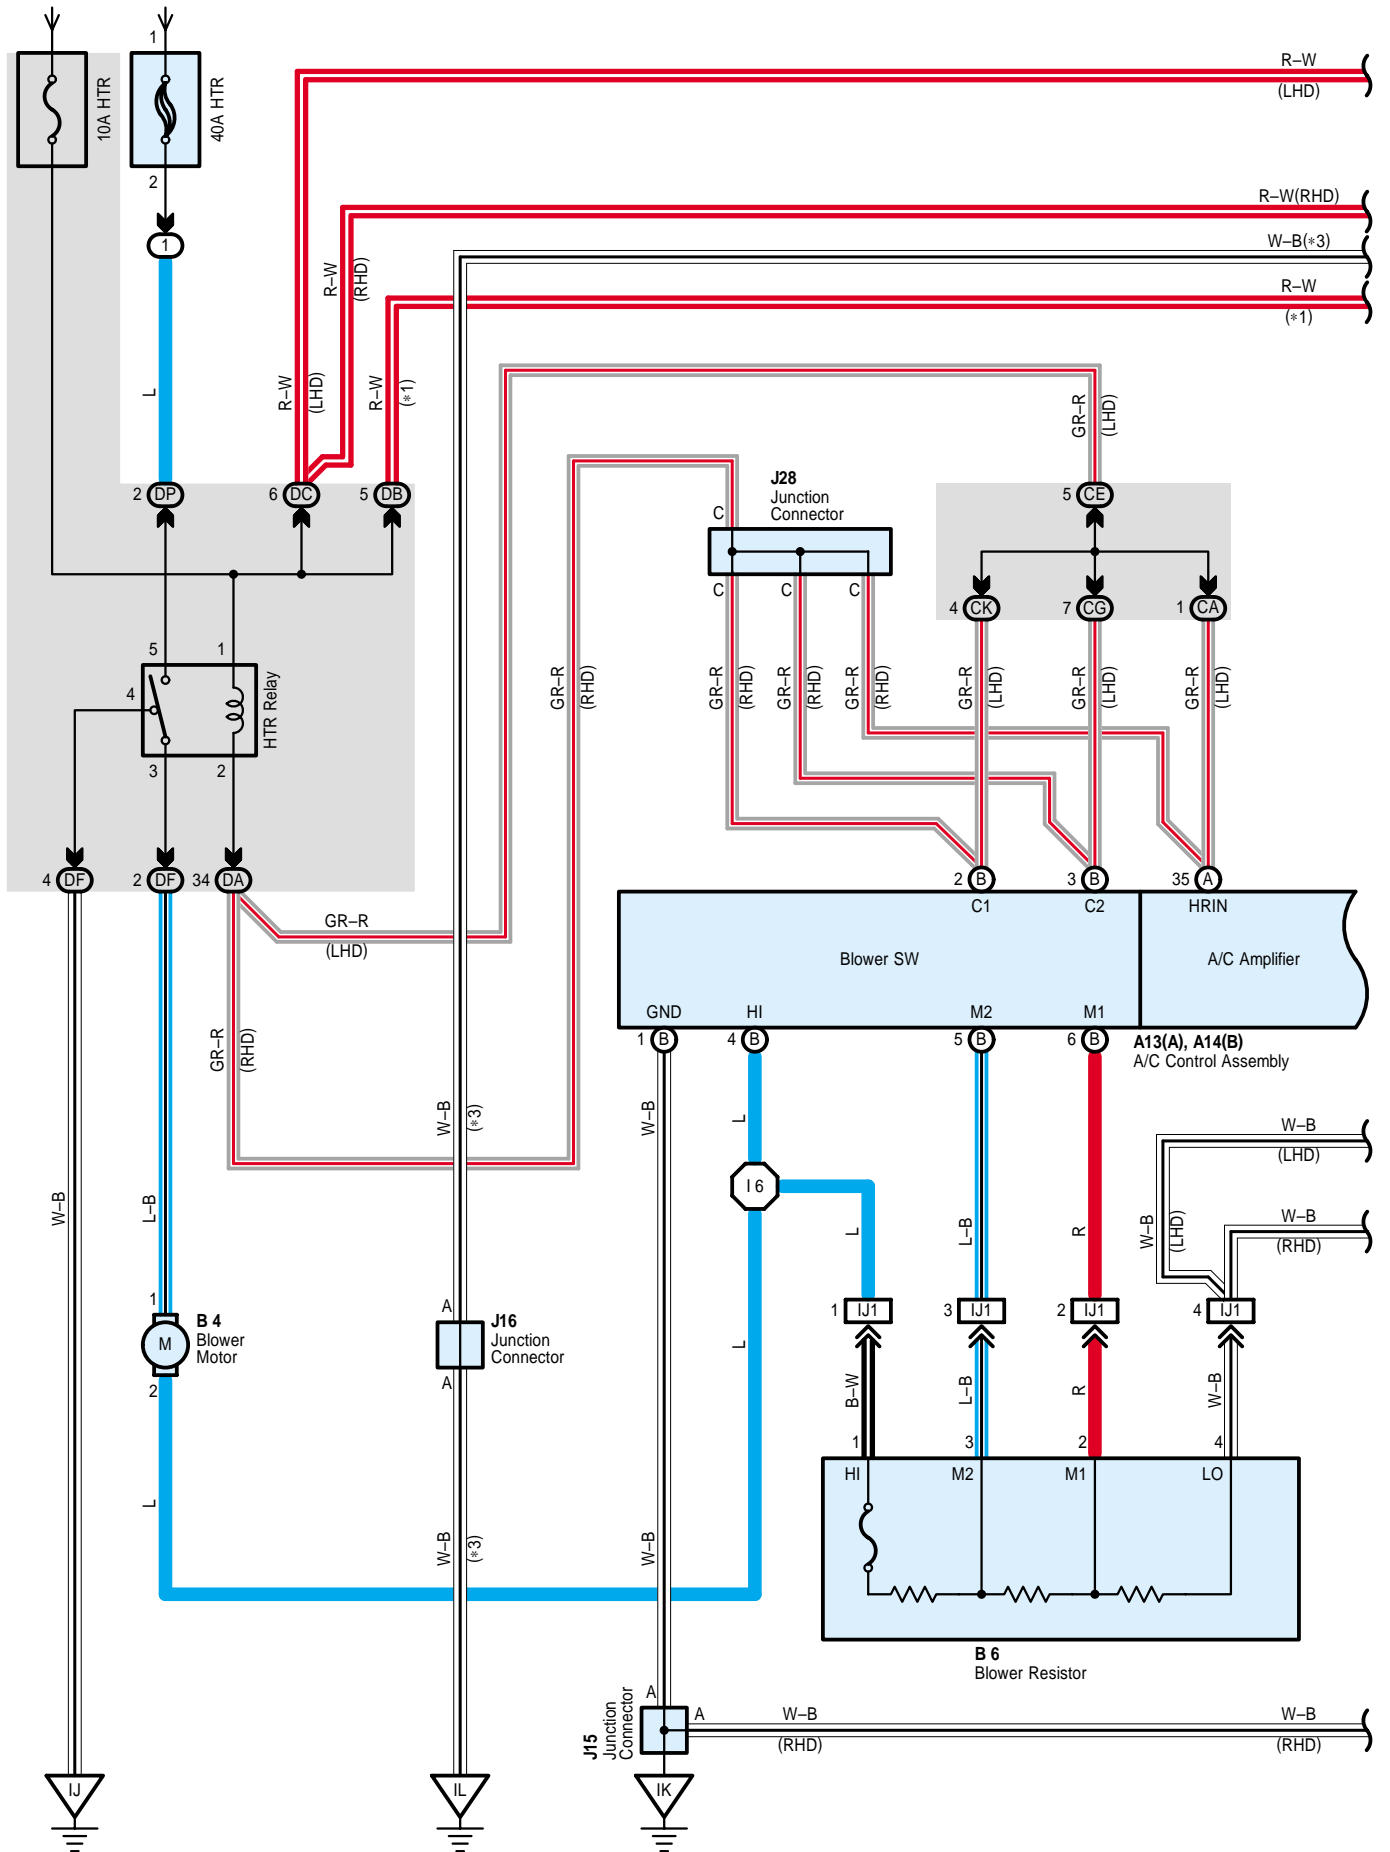 1
10A HTR
40A HTR
2
1
R–W
(LHD)
R–W(RHD)
W–B(∗3)
R–W
(∗1)
R–W
(RHD)
L
R–W
(LHD)
R–W
(∗1)
GR–R
(LHD)
2 DP
6 DC
5 DB
J28
Junction
Connector
C
C
C
C
5 CE
4 CK
7 CG
1 CA
5
1
4
3
2
HTR Relay
GR–R
(RHD)
GR–R
(RHD)
GR–R
(RHD)
GR–R
(RHD)
GR–R
(LHD)
GR–R
(LHD)
GR–R
(LHD)
4 DF
2 DF
34 DA
2 B
3 B
35 A
C1
C2
HRIN
GR–R
(LHD)
Blower SW
A/C Amplifier
GND
HI
M2
M1
1 B
4 B
5 B
6 B
A13(A), A14(B)
A/C Control Assembly
GR–R
(RHD)
W–B
(∗3)
W–B
L
W–B
(LHD)
I 6
W–B
L–B
L
L–B
R
W–B
(LHD)
W–B
(RHD)
1
B 4
Blower
Motor
M
2
A
J16
Junction
Connector
A
L
1 IJ1
3 IJ1
2 IJ1
4 IJ1
B–W
L–B
R
W–B
1
3
2
4
HI
M2
M1
LO
L
W–B
(∗3)
W–B
B 6
Blower Resistor
J15
Junction
Connector
A
A
W–B
(RHD)
W–B
(RHD)
IJ
IL
IK